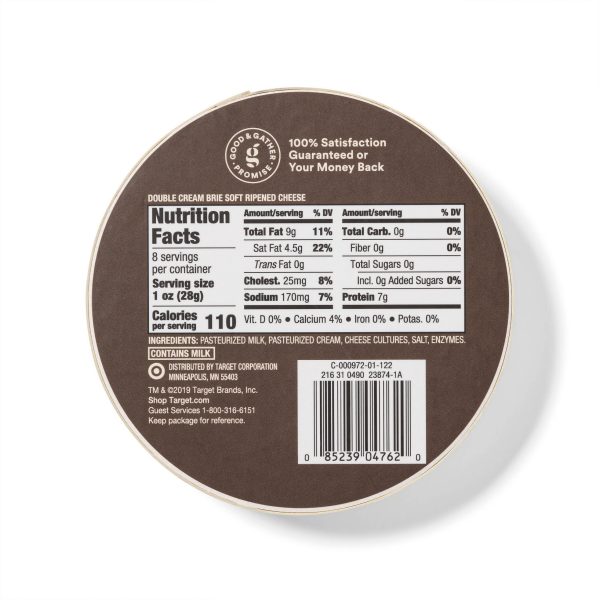 GOOD & GATHER
g
PROMISE
100% Satisfaction
Guaranteed or
Your Money Back
DOUBLE CREAM BRIE SOFT RIPENED CHEESE
Nutrition
Facts
8 servings
per container
Serving size
1 oz (28g)
Calories
per serving 110
Amount/serving % DV
Total Fat 9g 11%
Sat Fat 4.5g 22%
Trans Fat 0g
Cholest. 25mg 8%
Sodium 170mg 7%
Amount/serving % DV
Total Carb. 0g 0%
Fiber 0g 0%
Total Sugars 0g
Incl. 0g Added Sugars 0%
Protein 7g
Vit. D 0% • Calcium 4% • Iron 0% • Potas. 0%
INGREDIENTS: PASTEURIZED MILK, PASTEURIZED CREAM, CHEESE CULTURES, SALT, ENZYMES.
CONTAINS MILK
DISTRIBUTED BY TARGET CORPORATION
MINNEAPOLIS, MN 55403
TM & ©2019 Target Brands, Inc.
Shop Target.com
Guest Services 1-800-316-6151
Keep package for reference.
C-000972-01-122
216 31 0490 23874-1A
0 85239 04762 0